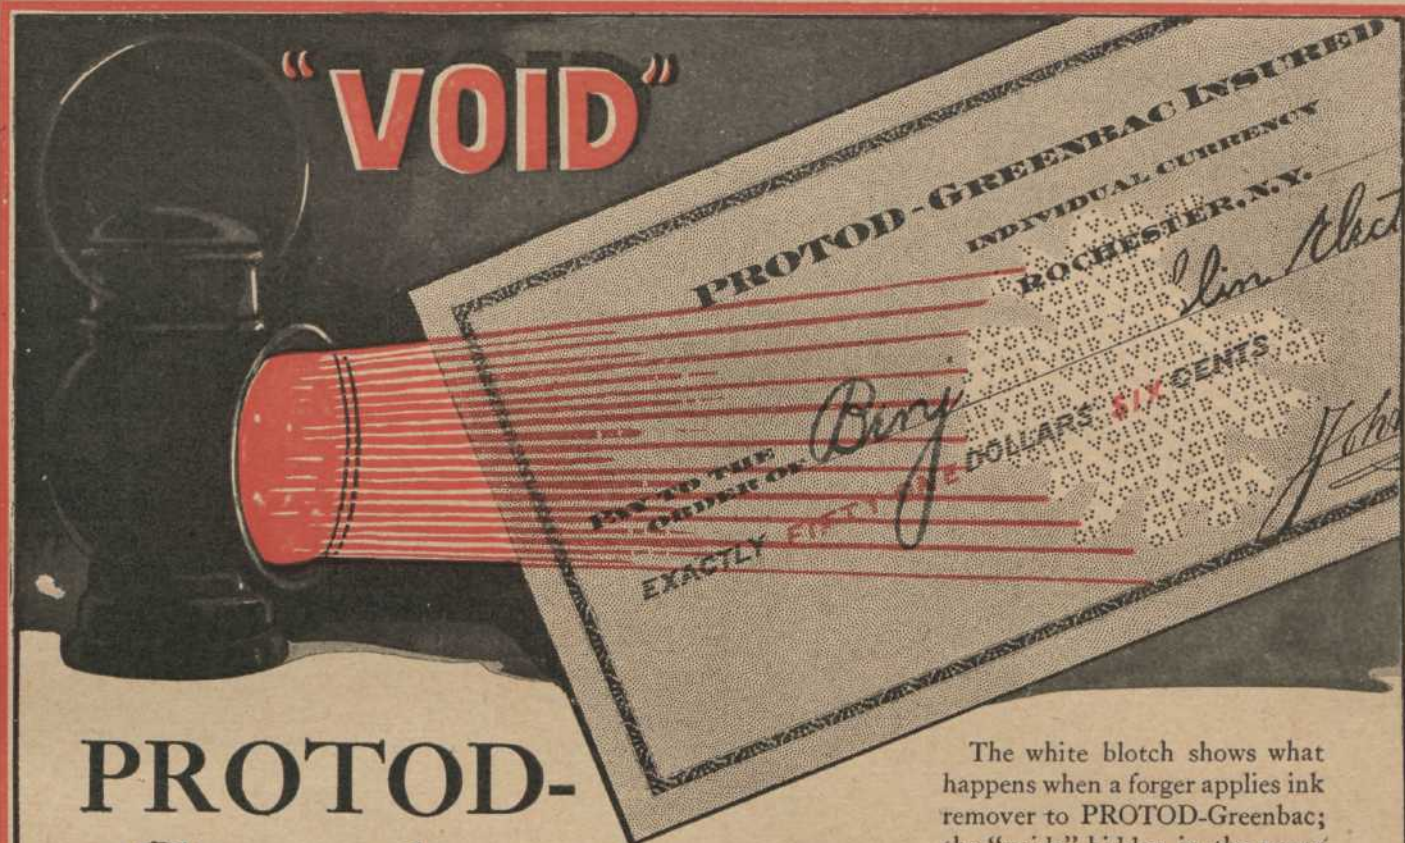 "VOID"
PROTOD-GREENBAC INSURED
INDIVIDUAL CURRENCY
ROCHESTER, N.Y.
PAY TO THE
ORDER OF
EXACTLY FIFTY ONE DOLLARS SIX CENTS
John
PROTOD-
The white blotch shows what
happens when a forger applies ink
remover to PROTOD-Greenbac;